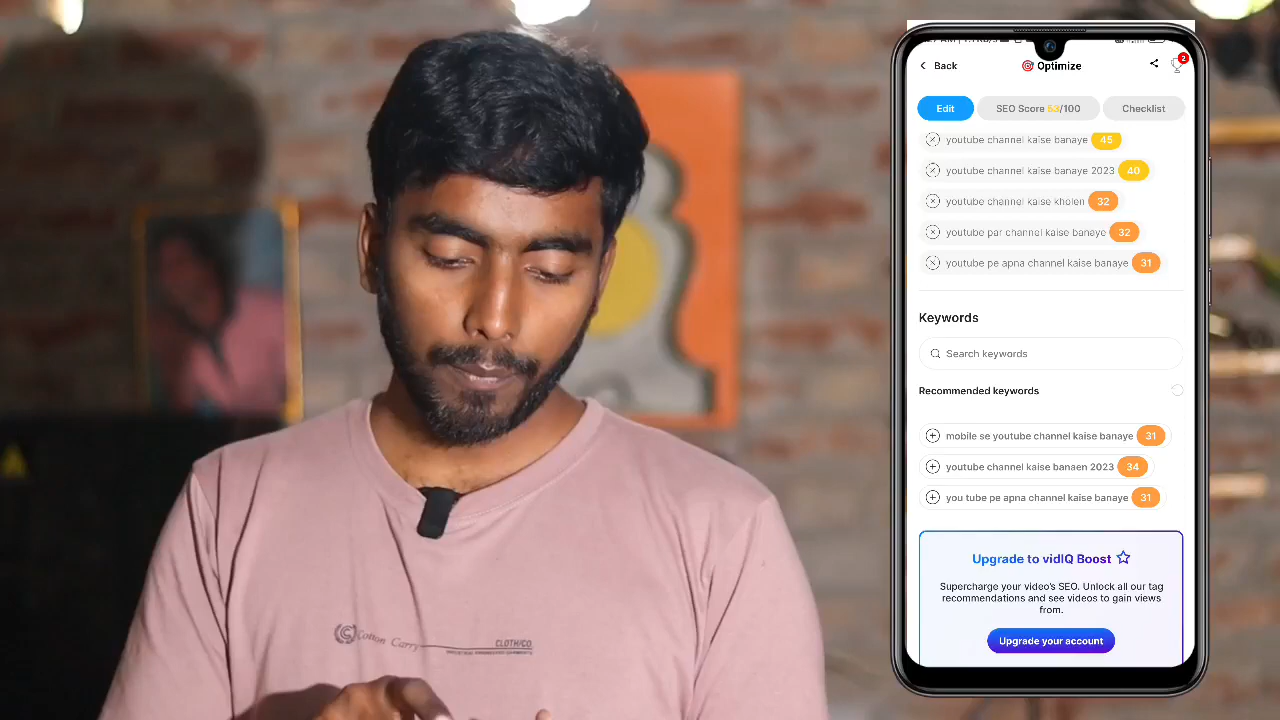 Back
Optimize
2
Edit
SEO Score 53/100
Checklist
youtube channel kaise banaye 45
youtube channel kaise banaye 2023 40
youtube channel kaise kholen 32
youtube par channel kaise banaye 32
youtube pe apna channel kaise banaye 31
Keywords
Search keywords
Recommended keywords
mobile se youtube channel kaise banaye 31
youtube channel kaise banaen 2023 34
you tube pe apna channel kaise banaye 31
Upgrade to vidIQ Boost
Supercharge your video's SEO. Unlock all our tag
recommendations and see videos to gain views
from.
Upgrade your account
Cotton Carry
CLOTH/CO.